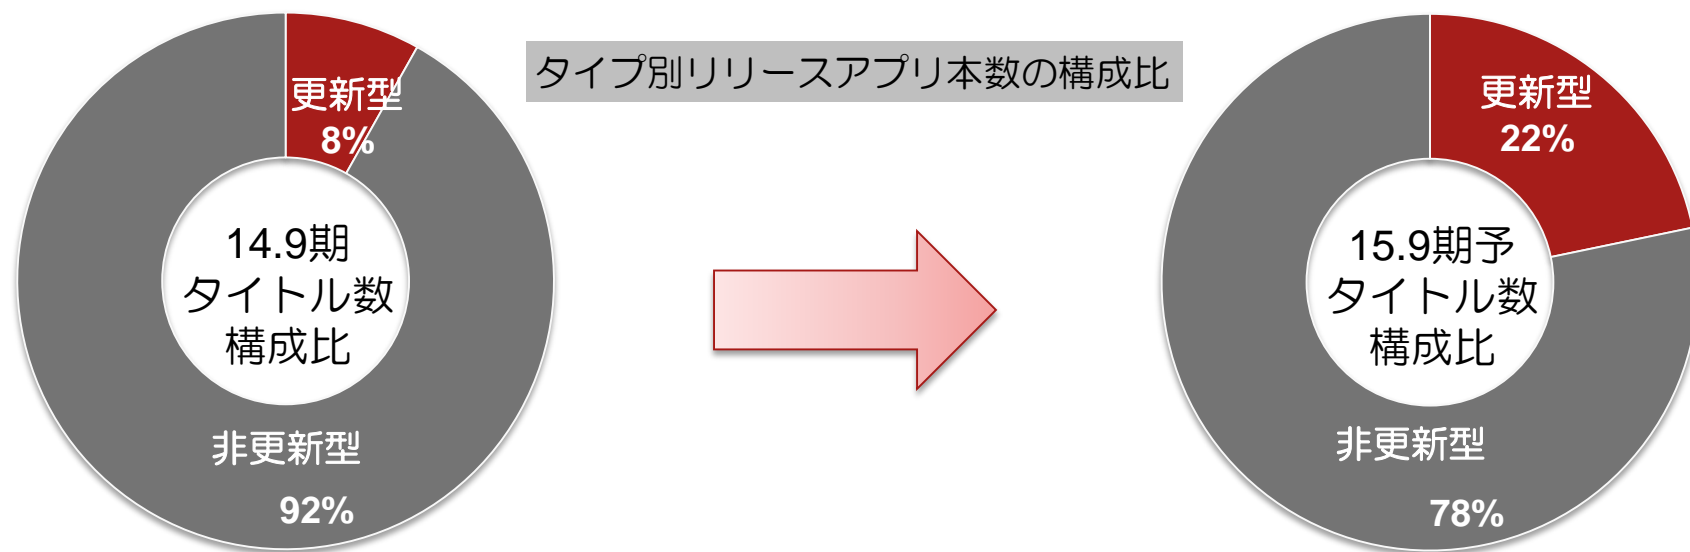 タイプ別リリースアプリ本数の構成比
更新型
8%
14.9期
タイトル数
構成比
非更新型
92%
更新型
22%
15.9期予
タイトル数
構成比
非更新型
78%